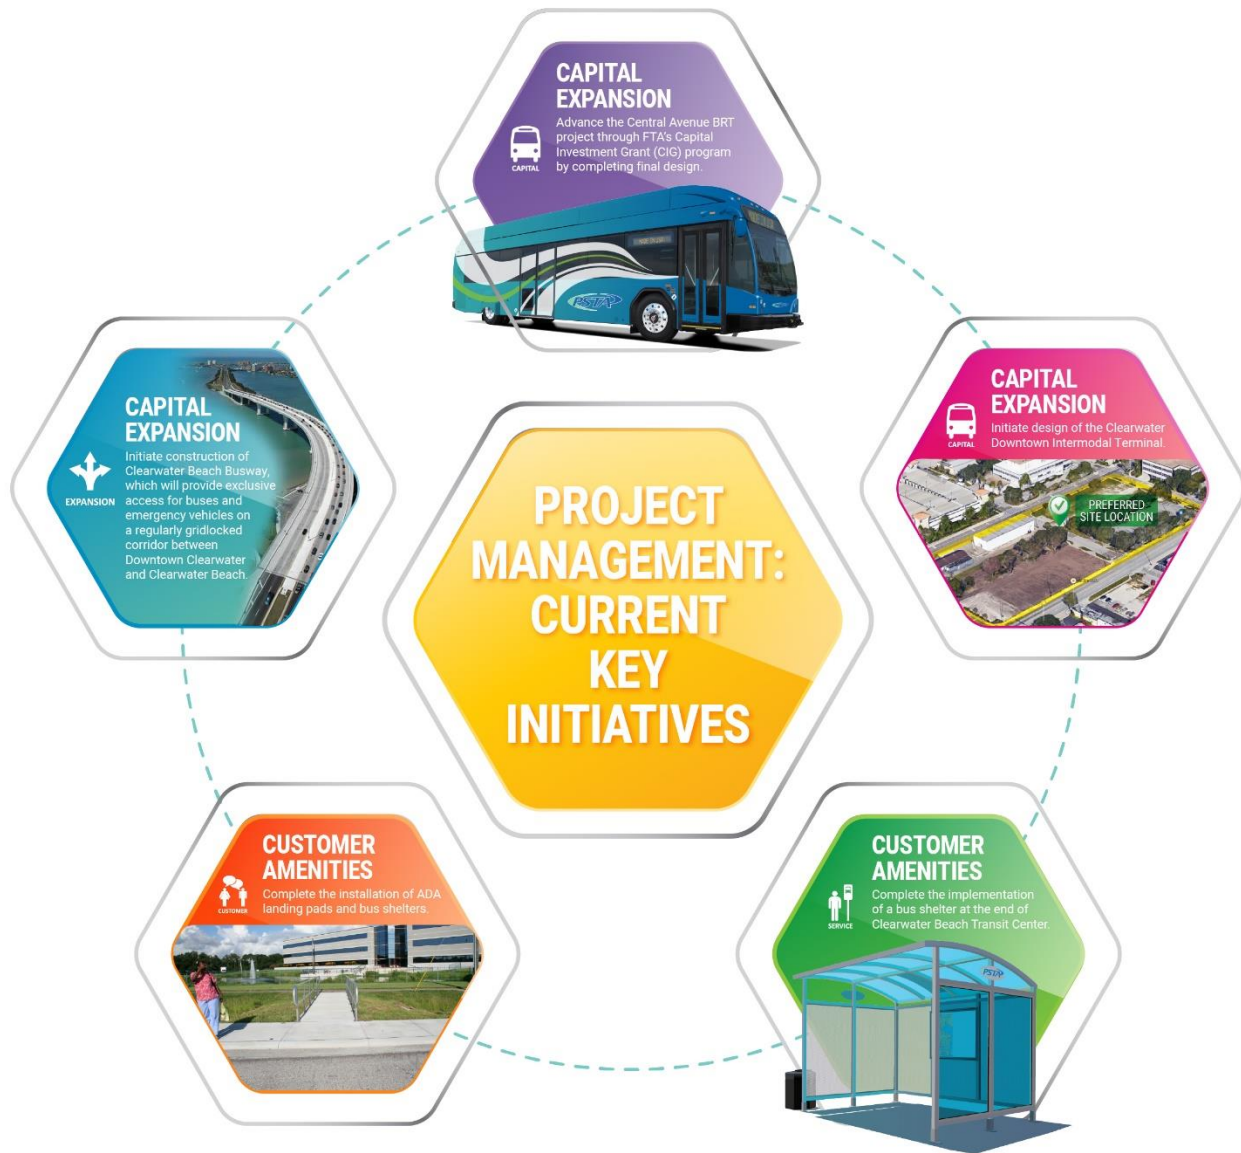 CAPITAL
EXPANSION
Advance the Central Avenue BRT
project through FTA's Capital
Investment Grant (CIG) program
by completing final design.
CAPITAL
PSTA
CAPITAL
EXPANSION
Initiate construction of
Clearwater Beach Busway,
which will provide exclusive
access for buses and
emergency vehicles on
a regularly gridlocked
corridor between
Downtown Clearwater
and Clearwater Beach.
EXPANSION
CAPITAL
EXPANSION
Initiate design of the Clearwater
Downtown Intermodal Terminal.
CAPITAL
PREFERRED
SITE LOCATION
PROJECT
MANAGEMENT:
CURRENT
KEY
INITIATIVES
CUSTOMER
AMENITIES
Complete the installation of ADA
landing pads and bus shelters.
CUSTOMER
CUSTOMER
AMENITIES
Complete the implementation
of a bus shelter at the end of
Clearwater Beach Transit Center.
SERVICE
PSTA